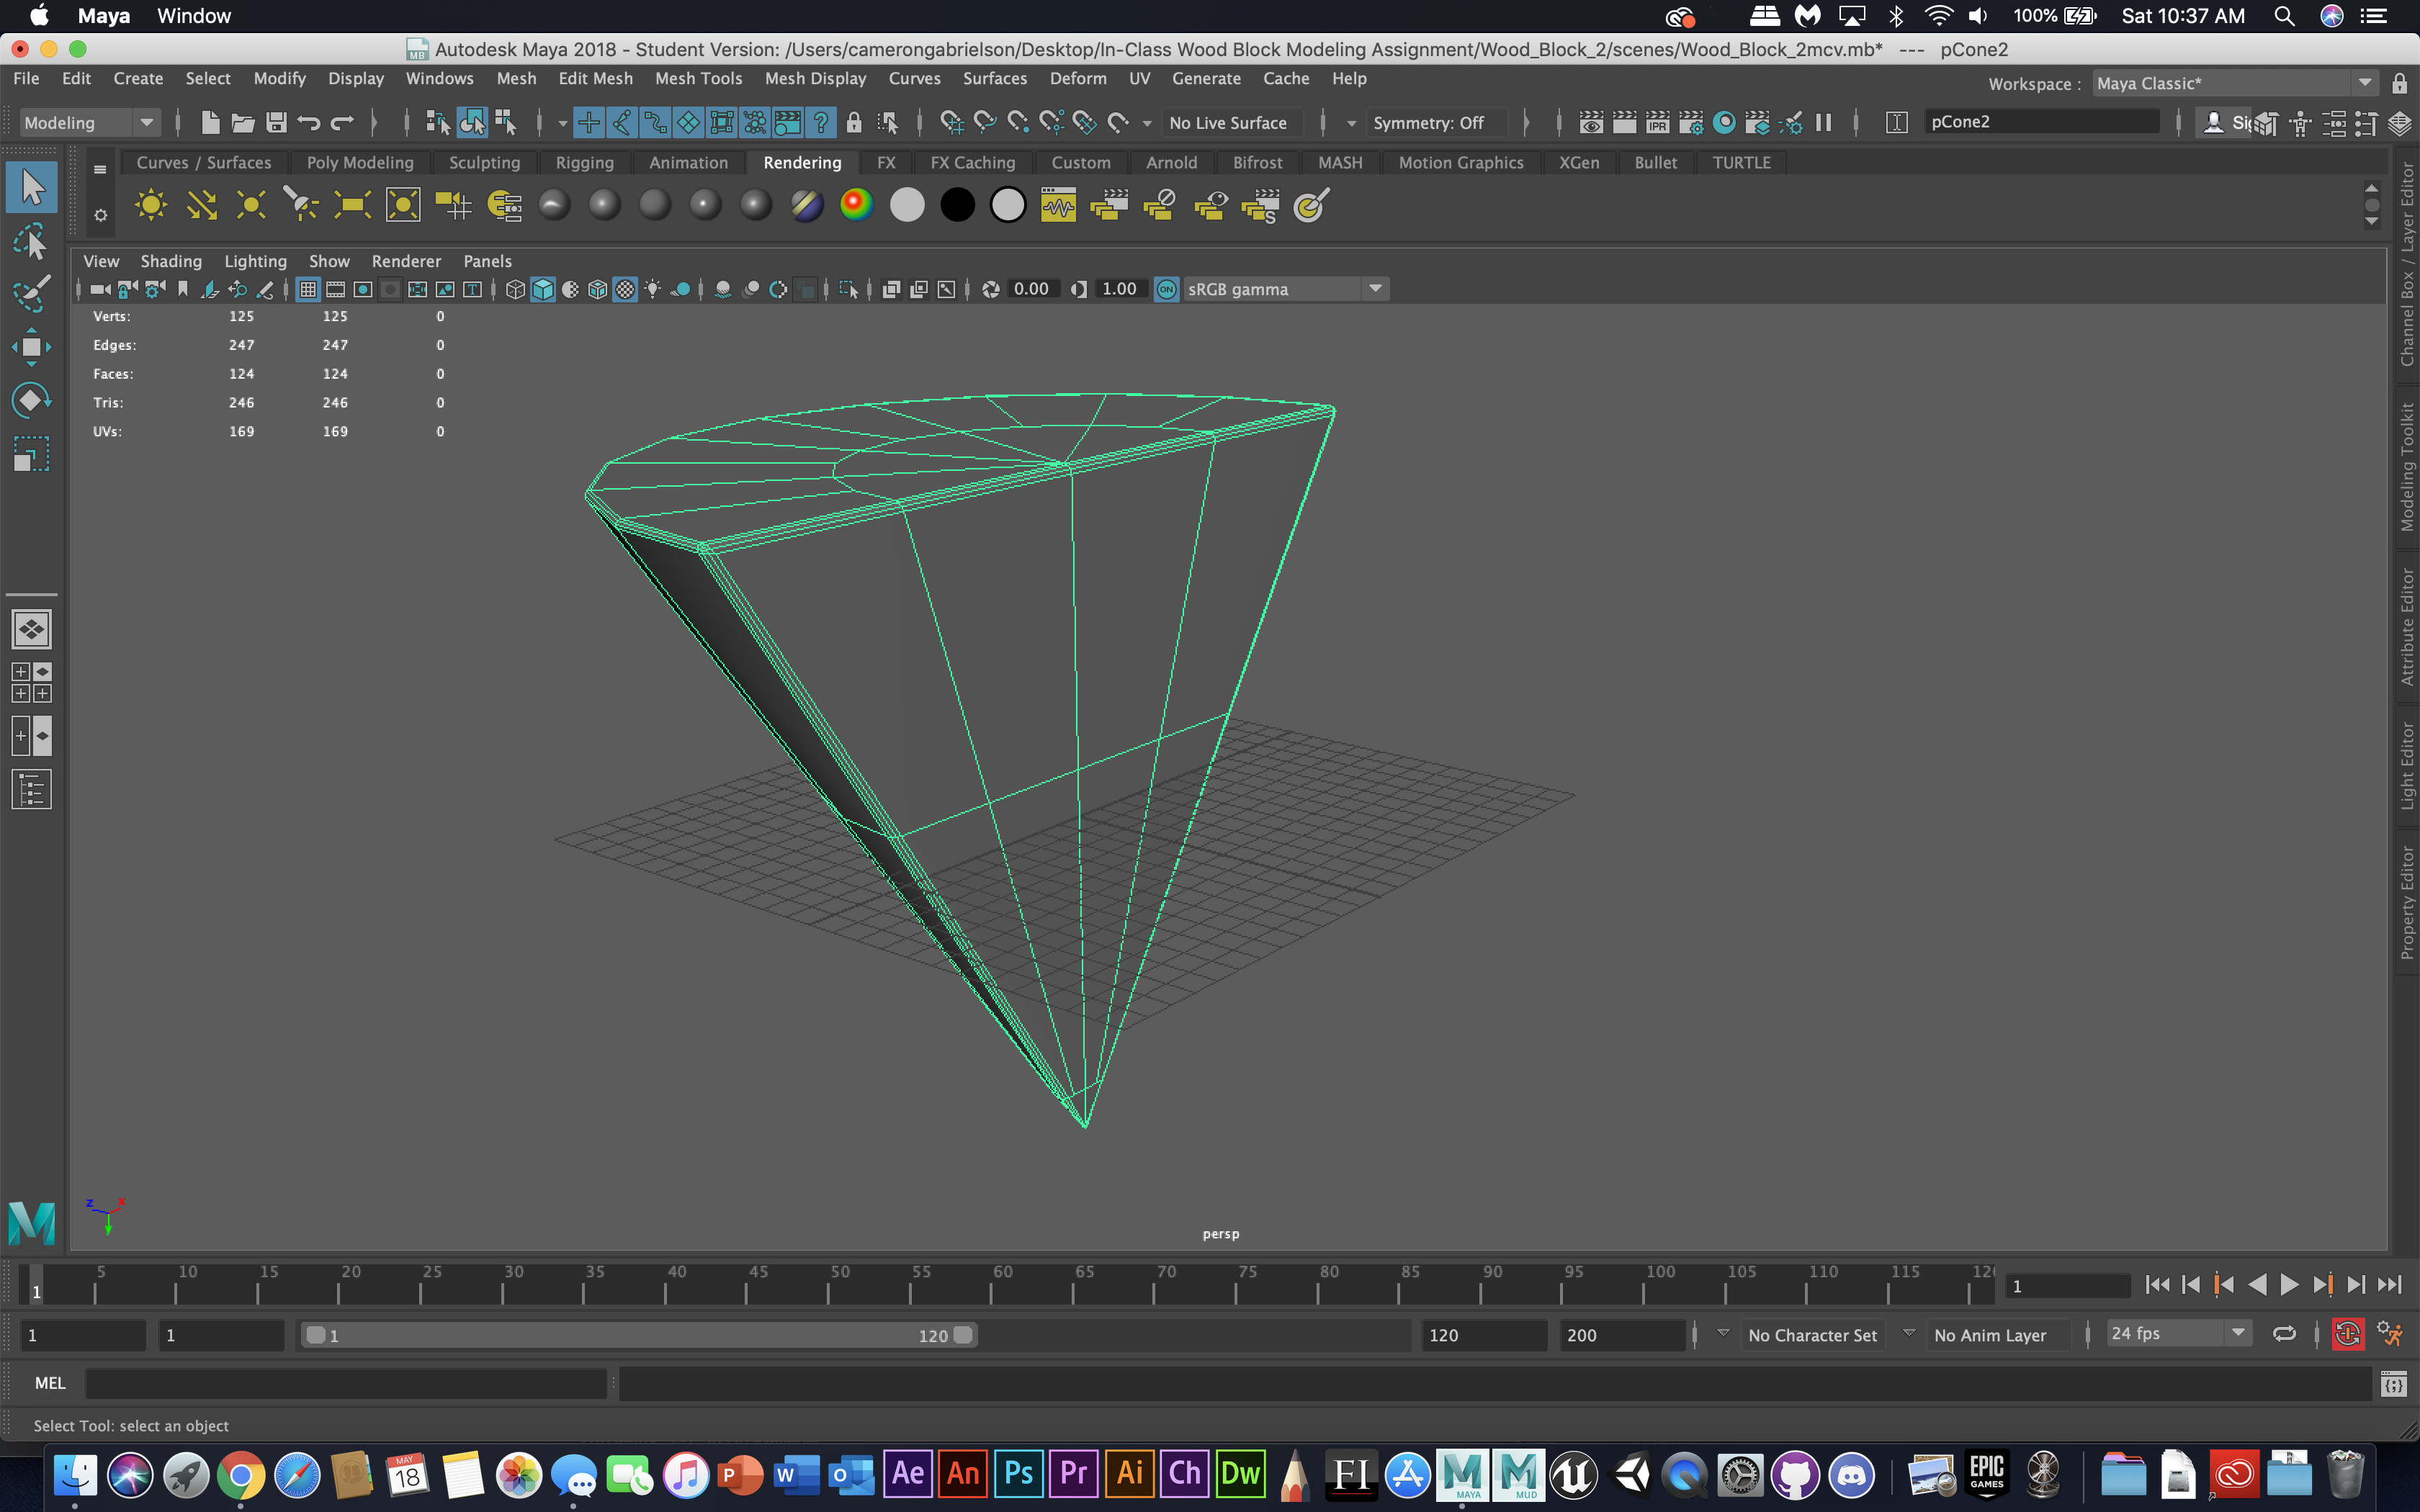 Maya Window 100% Sat 10:37 AM
Autodesk Maya 2018 - Student Version: /Users/camerongabrielson/Desktop/In-Class Wood Block Modeling Assignment/Wood_Block_2/scenes/Wood_Block_2mcv.mb* --- pCone2
File Edit Create Select Modify Display Windows Mesh Edit Mesh Mesh Tools Mesh Display Curves Surfaces Deform UV Generate Cache Help
Workspace : Maya Classic*
Modeling No Live Surface Symmetry: Off IPR pCone2
Curves / Surfaces Poly Modeling Sculpting Rigging Animation Rendering FX FX Caching Custom Arnold Bifrost MASH Motion Graphics XGen Bullet TURTLE
View Shading Lighting Show Renderer Panels
0.00 1.00 ON sRGB gamma
Verts: 125 125 0
Edges: 247 247 0
Faces: 124 124 0
Tris: 246 246 0
UVs: 169 169 0
Channel Box / Layer Editor
Modeling Toolkit
Attribute Editor
Light Editor
Property Editor
z x
persp
5 10 15 20 25 30 35 40 45 50 55 60 65 70 75 80 85 90 95 100 105 110 115
1 1
1 1 1 120 120 200 No Character Set No Anim Layer 24 fps
MEL
Select Tool: select an object
MAY 18 P W O Ae An Ps Pr Ai Ch Dw FI MAYA MUD EPIC GAMES